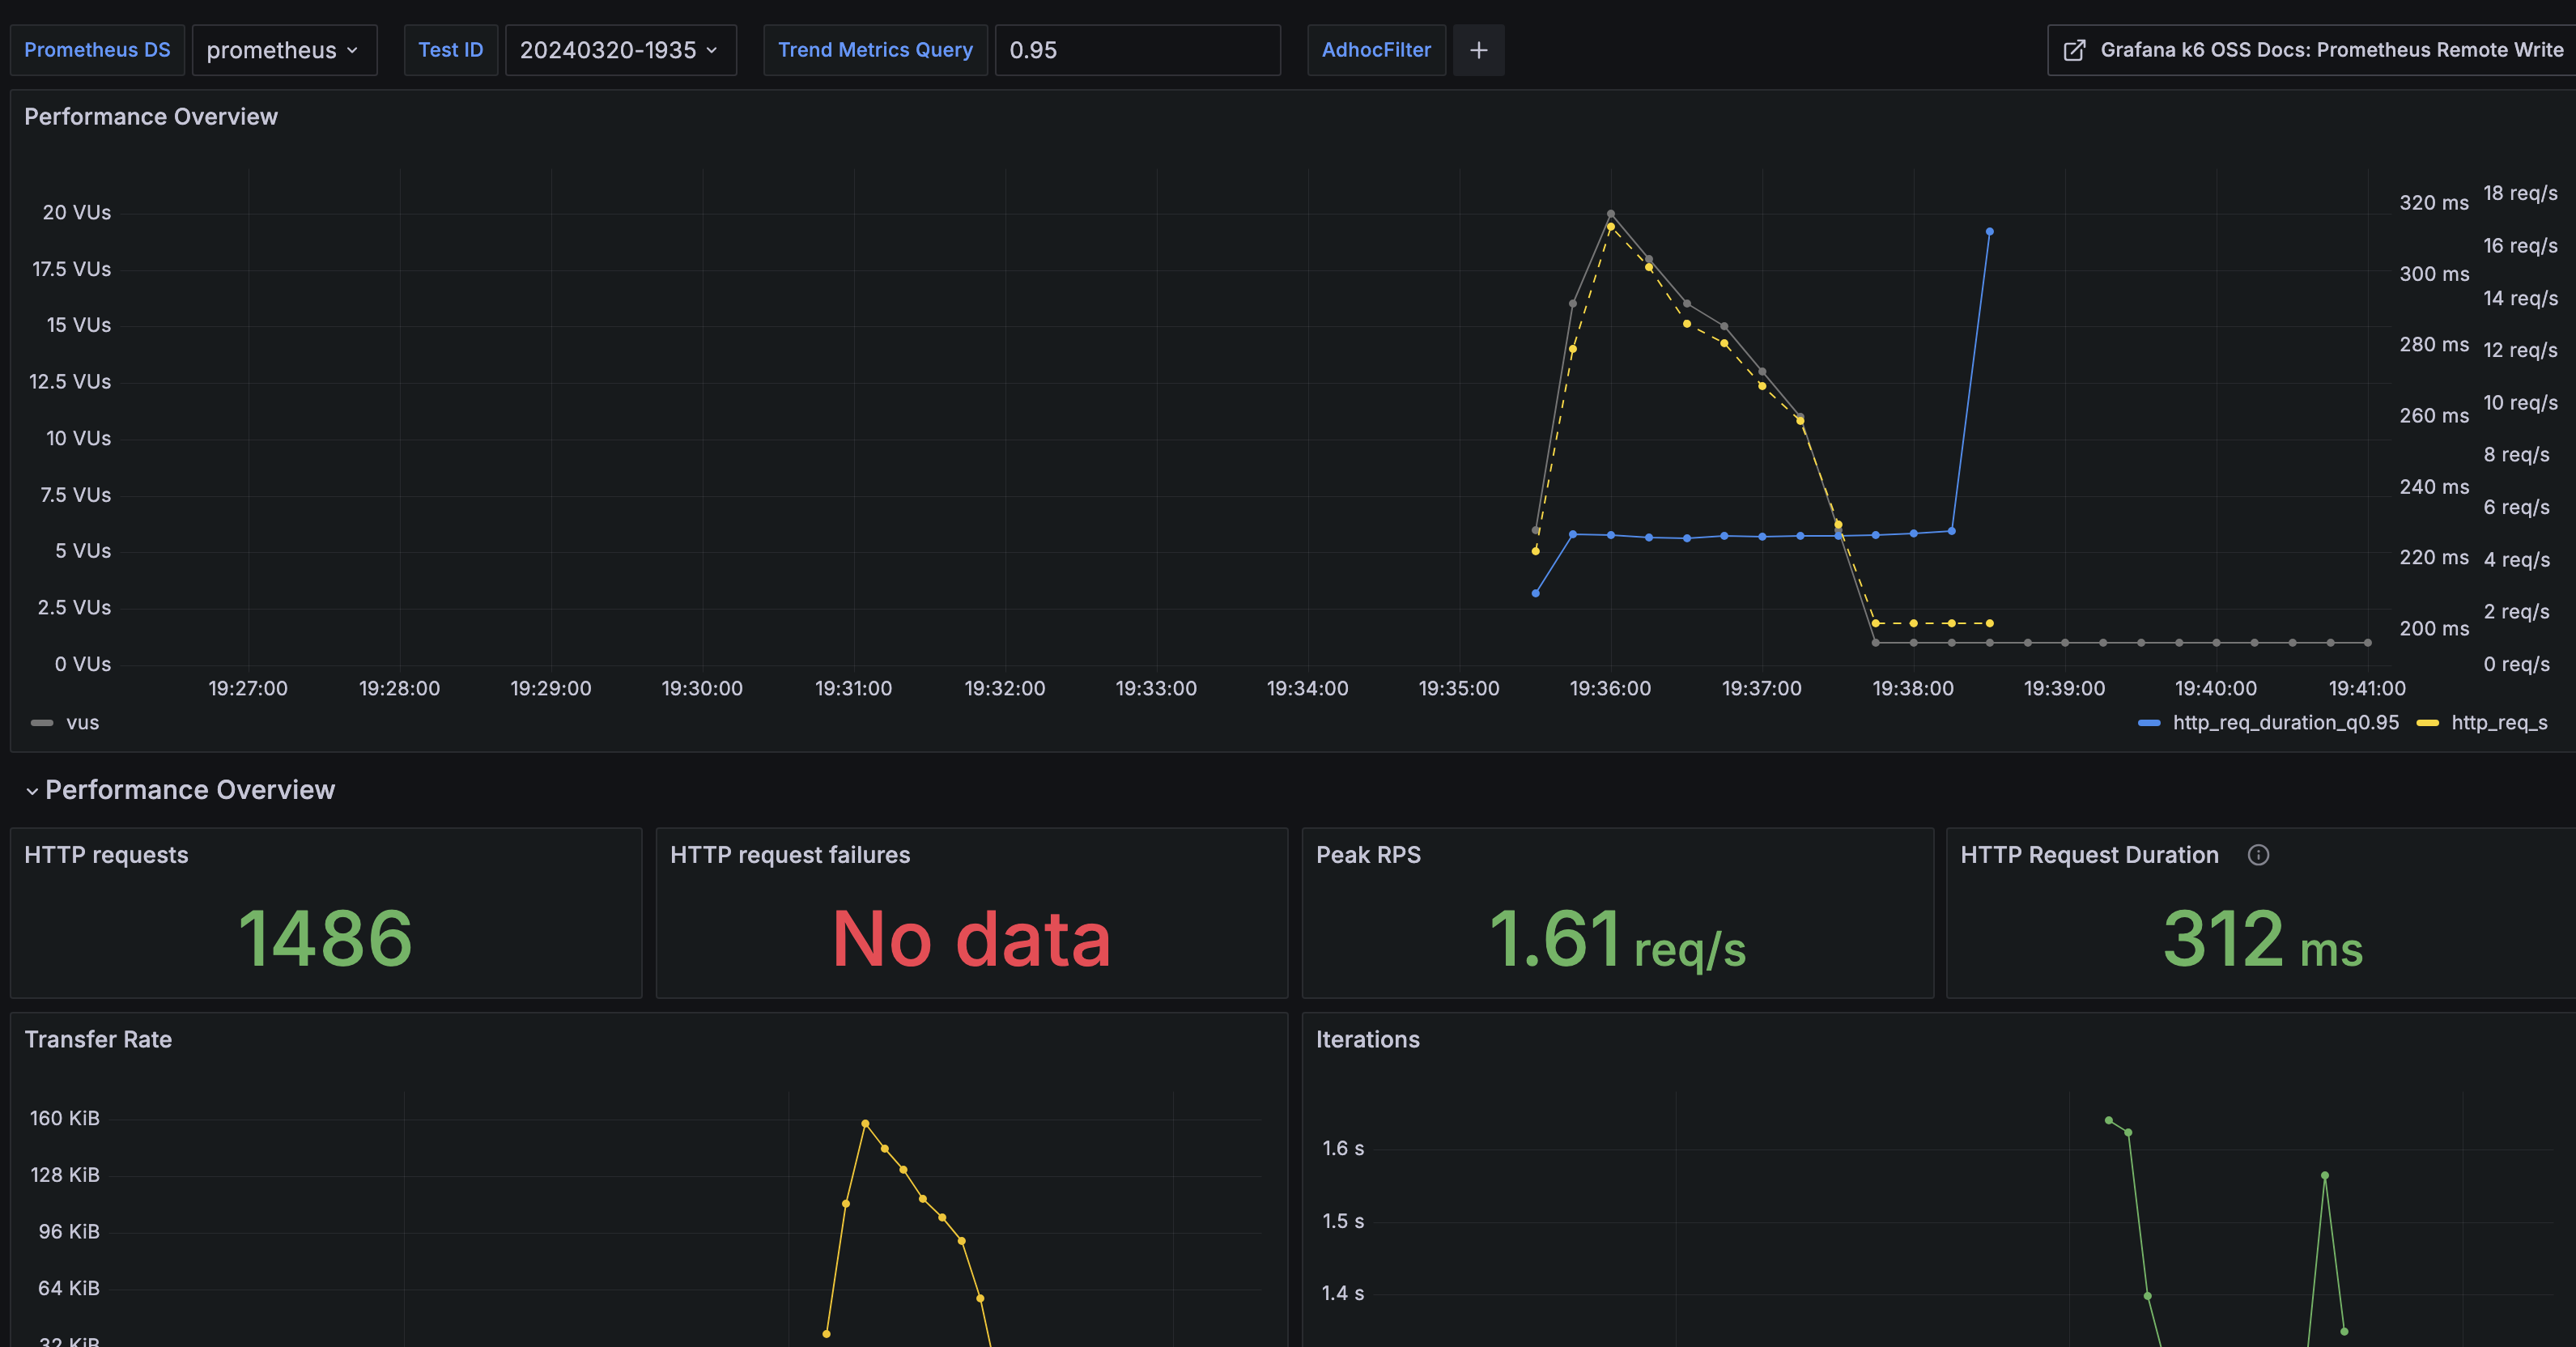 Prometheus DS prometheus Test ID 20240320-1935 Trend Metrics Query 0.95 AdhocFilter + Grafana k6 OSS Docs: Prometheus Remote Write
Performance Overview
20 VUs
17.5 VUs
15 VUs
12.5 VUs
10 VUs
7.5 VUs
5 VUs
2.5 VUs
0 VUs
320 ms
300 ms
280 ms
260 ms
240 ms
220 ms
200 ms
18 req/s
16 req/s
14 req/s
12 req/s
10 req/s
8 req/s
6 req/s
4 req/s
2 req/s
0 req/s
19:27:00 19:28:00 19:29:00 19:30:00 19:31:00 19:32:00 19:33:00 19:34:00 19:35:00 19:36:00 19:37:00 19:38:00 19:39:00 19:40:00 19:41:00
vus http_req_duration_q0.95 http_req_s
Performance Overview
HTTP requests
1486
HTTP request failures
No data
Peak RPS
1.61 req/s
HTTP Request Duration
312 ms
Transfer Rate
160 KiB
128 KiB
96 KiB
64 KiB
32 KiB
Iterations
1.6 s
1.5 s
1.4 s